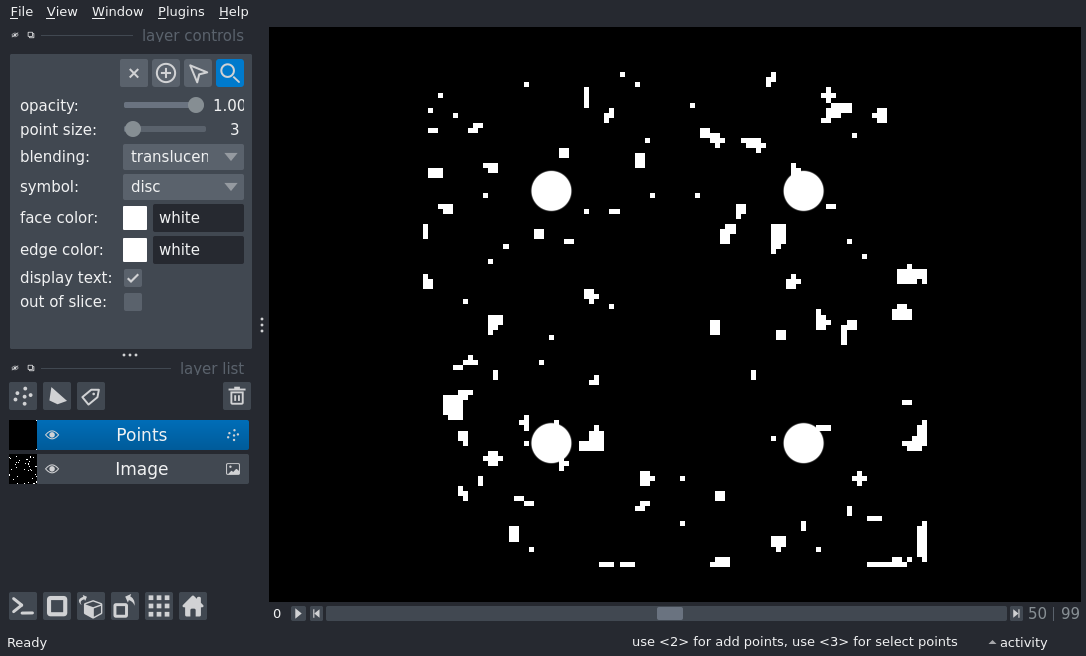 File View Window Plugins Help
layer controls
opacity: 1.00
point size: 3
blending: translucen
symbol: disc
face color: white
edge color: white
display text:
out of slice:
layer list
Points
Image
0 50 | 99
Ready use <2> for add points, use <3> for select points activity